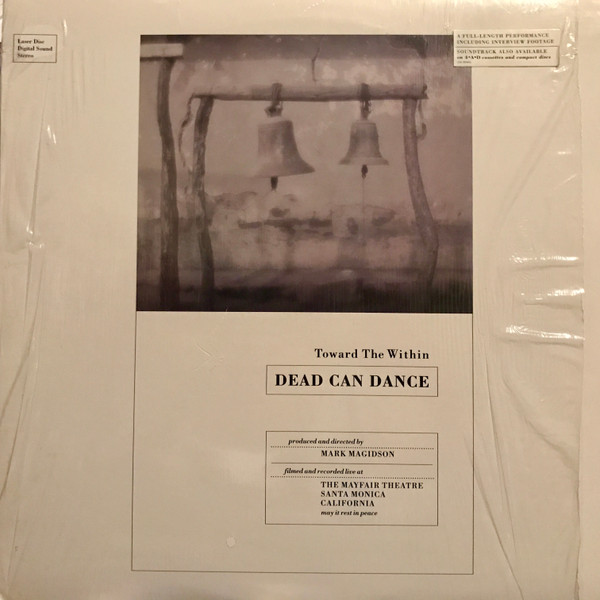 Laser Disc
Digital Sound
Stereo
A FULL-LENGTH PERFORMANCE
INCLUDING INTERVIEW FOOTAGE
SOUNDTRACK ALSO AVAILABLE
on 4•A•D cassettes and compact discs
Toward The Within
DEAD CAN DANCE
produced and directed by
MARK MAGIDSON
filmed and recorded live at
THE MAYFAIR THEATRE
SANTA MONICA
CALIFORNIA
may it rest in peace